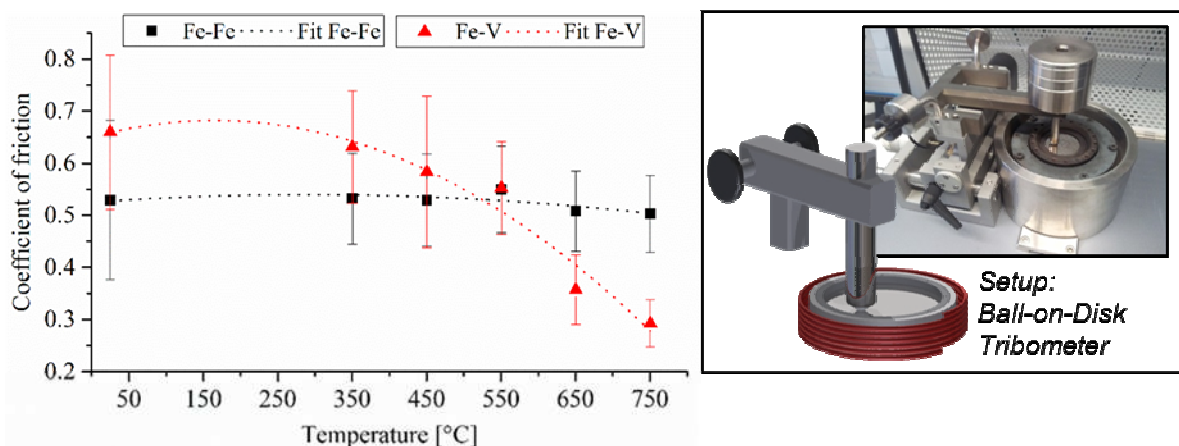 Fe-Fe Fit Fe-Fe Fe-V Fit Fe-V
0.8
0.7
0.6
0.5
0.4
0.3
0.2
Coefficient of friction
50 150 250 350 450 550 650 750
Temperature [°C]
Setup:
Ball-on-Disk
Tribometer